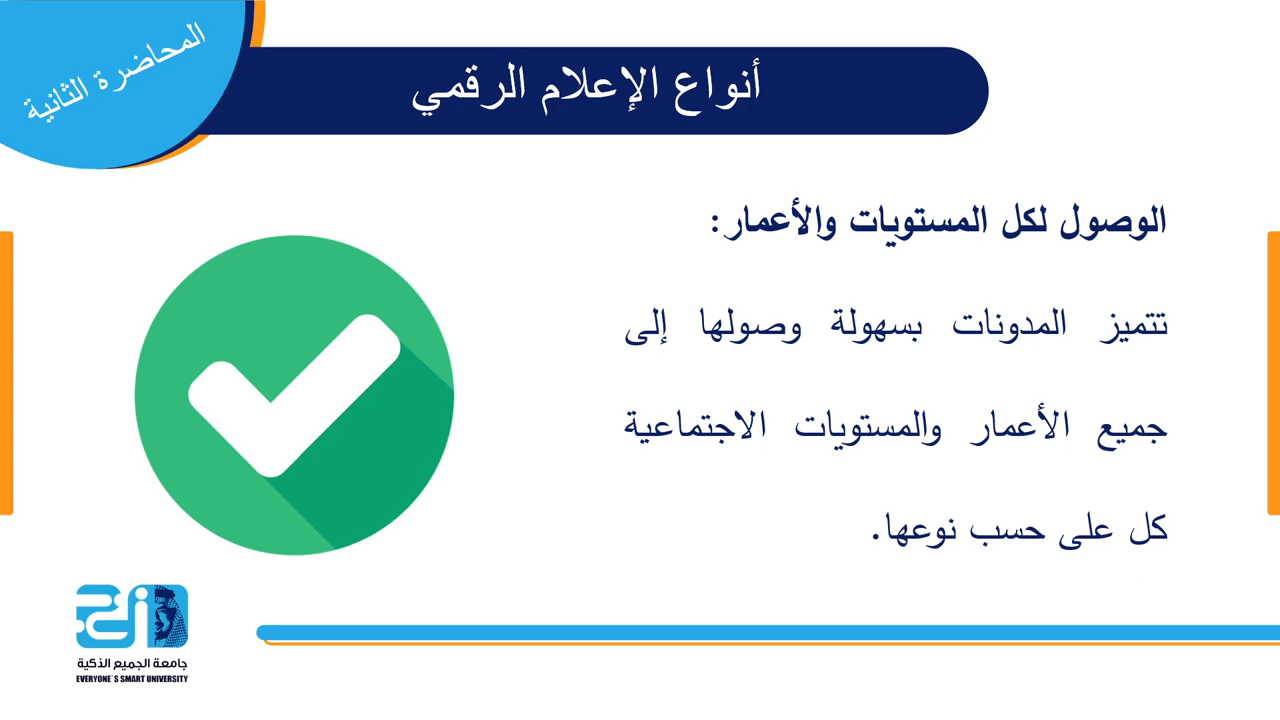 المحاضرة الثانية
أنواع الإعلام الرقمي
الوصول لكل المستويات والأعمار:
تتميز المدونات بسهولة وصولها إلى
جميع الأعمار والمستويات الاجتماعية
كل على حسب نوعها.
جامعة الجميع الذكية
EVERYONE`S SMART UNIVERSITY